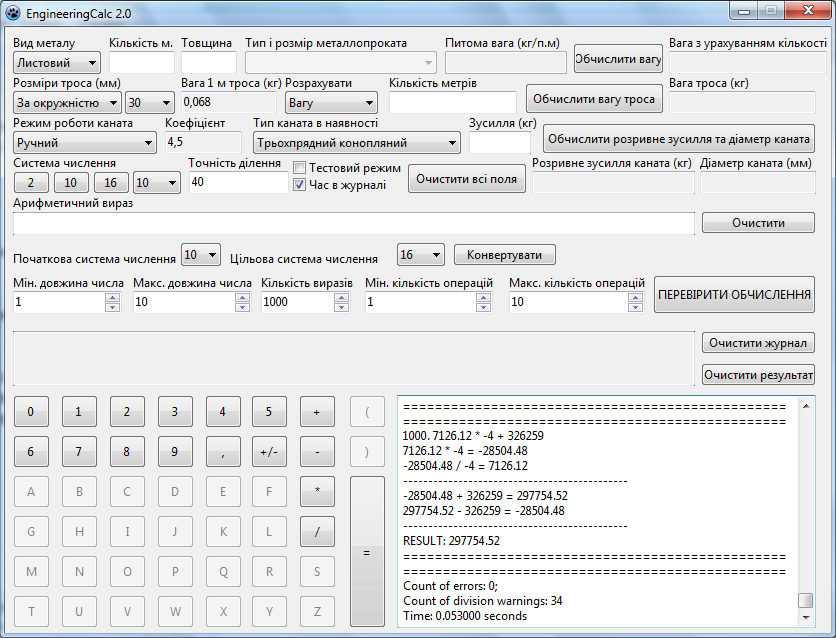 EngineeringCalc 2.0
Вид металу Кількість м. Товщина Тип і розмір металлопроката Питома вага (кг/п.м) Вага з урахуванням кількості
Листовий Обчислити вагу
Розміри троса (мм) Вага 1 м троса (кг) Розрахувати Кількість метрів Вага троса (кг)
За окружністю 30 0,068 Вагу Обчислити вагу троса
Режим роботи каната Коефіцієнт Тип каната в наявності Зусилля (кг)
Ручний 4,5 Трьохпрядний конопляний Обчислити розривне зусилля та діаметр каната
Система числення Точність ділення Тестовий режим Розривне зусилля каната (кг) Діаметр каната (мм)
2 10 16 10 40 Час в журналі Очистити всі поля
Арифметичний вираз
Очистити
Початкова система числення 10 Цільова система числення 16 Конвертувати
Мін. довжина числа Макс. довжина числа Кількість виразів Мін. кількість операцій Макс. кількість операцій
1 10 1000 1 10 ПЕРЕВІРИТИ ОБЧИСЛЕННЯ
Очистити журнал
Очистити результат
0 1 2 3 4 5 + (
6 7 8 9 , +/- - )
A B C D E F *
G H I J K L / =
M N O P Q R S
T U V W X Y Z
==============================================
==============================================
1000. 7126.12 * -4 + 326259
7126.12 * -4 = -28504.48
-28504.48 / -4 = 7126.12
---------------------------------------------
-28504.48 + 326259 = 297754.52
297754.52 - 326259 = -28504.48
---------------------------------------------
RESULT: 297754.52
==============================================
==============================================
Count of errors: 0;
Count of division warnings: 34
Time: 0.053000 seconds